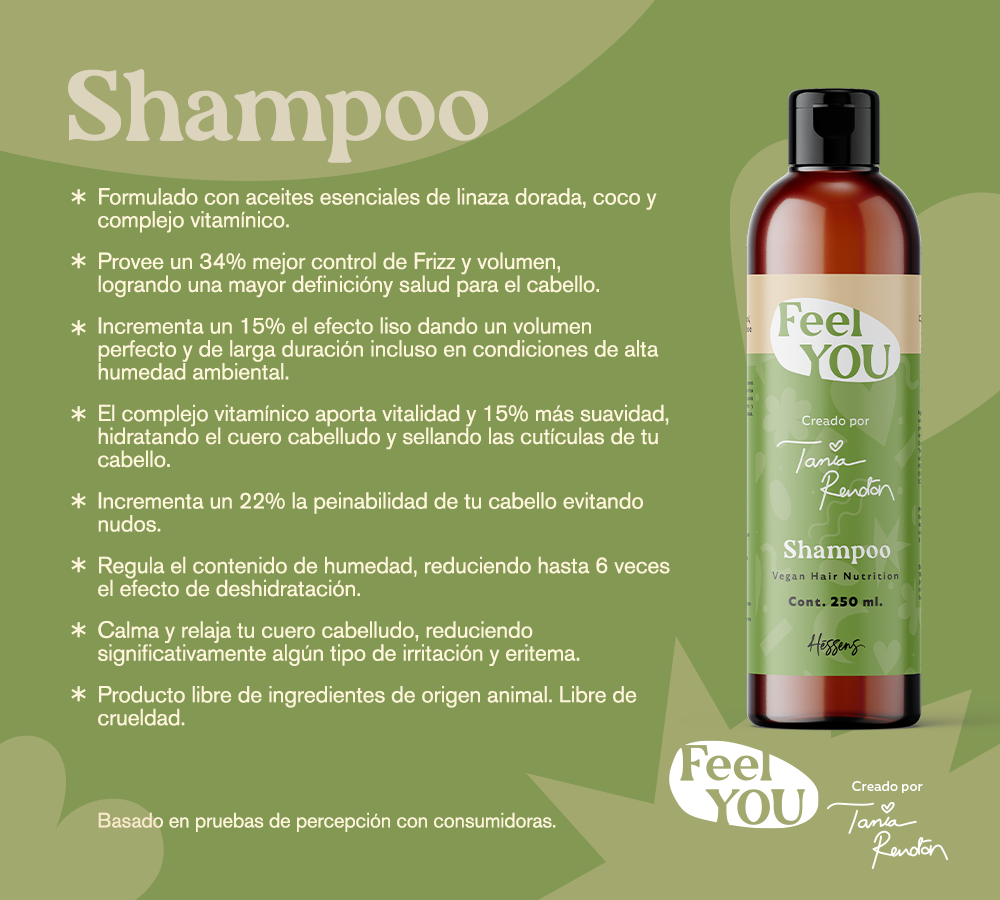 Shampoo
* Formulado con aceites esenciales de linaza dorada, coco y
complejo vitamínico.
* Provee un 34% mejor control de Frizz y volumen,
logrando una mayor definicióny salud para el cabello.
* Incrementa un 15% el efecto liso dando un volumen
perfecto y de larga duración incluso en condiciones de alta
humedad ambiental.
* El complejo vitamínico aporta vitalidad y 15% más suavidad,
hidratando el cuero cabelludo y sellando las cutículas de tu
cabello.
* Incrementa un 22% la peinabilidad de tu cabello evitando
nudos.
* Regula el contenido de humedad, reduciendo hasta 6 veces
el efecto de deshidratación.
* Calma y relaja tu cuero cabelludo, reduciendo
significativamente algún tipo de irritación y eritema.
* Producto libre de ingredientes de origen animal. Libre de
crueldad.
Basado en pruebas de percepción con consumidoras.
Feel
YOU
Creado por
Tania
Rendón
Shampoo
Vegan Hair Nutrition
Cont. 250 ml.
Hessens
Feel
YOU
Creado por
Tania
Rendón